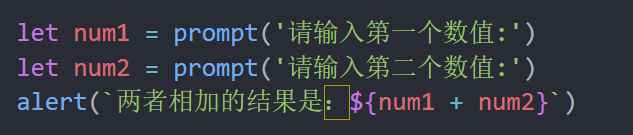 let num1 = prompt('请输入第一个数值:')
let num2 = prompt('请输入第二个数值:')
alert(`两者相加的结果是：${num1 + num2}`)